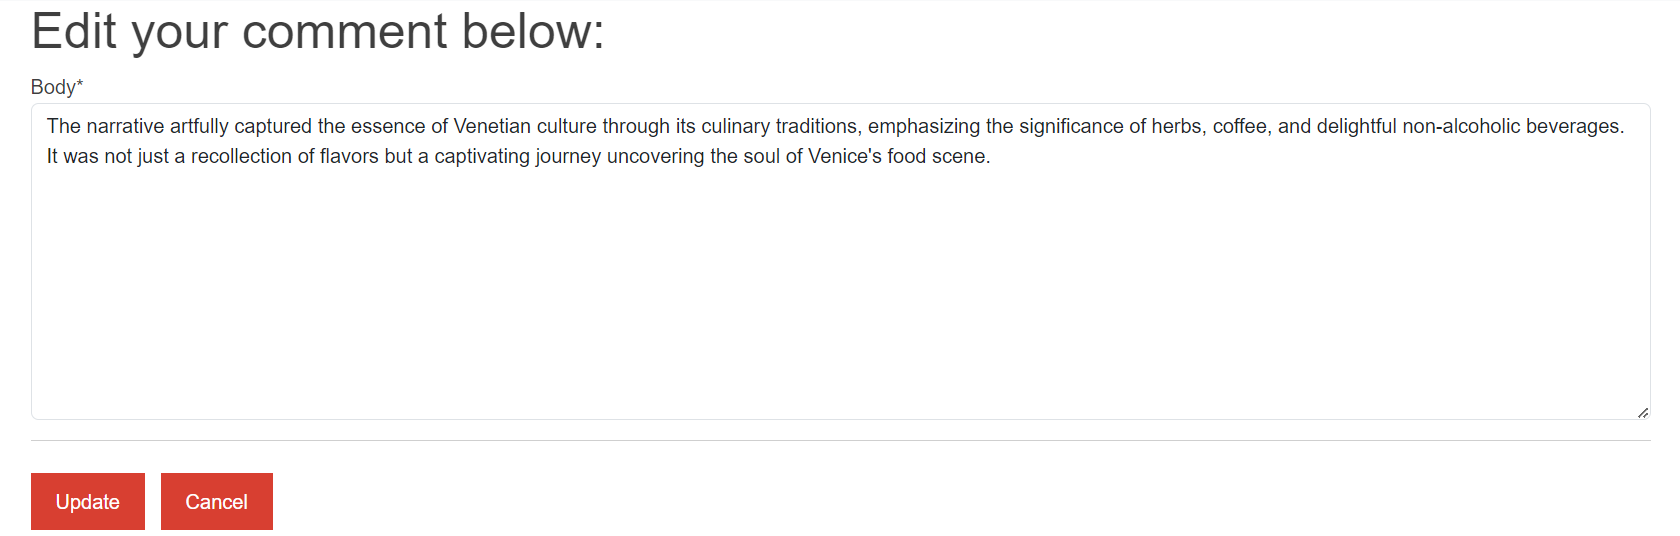 Edit your comment below:
Body*
The narrative artfully captured the essence of Venetian culture through its culinary traditions, emphasizing the significance of herbs, coffee, and delightful non-alcoholic beverages.
It was not just a recollection of flavors but a captivating journey uncovering the soul of Venice's food scene.
Update Cancel